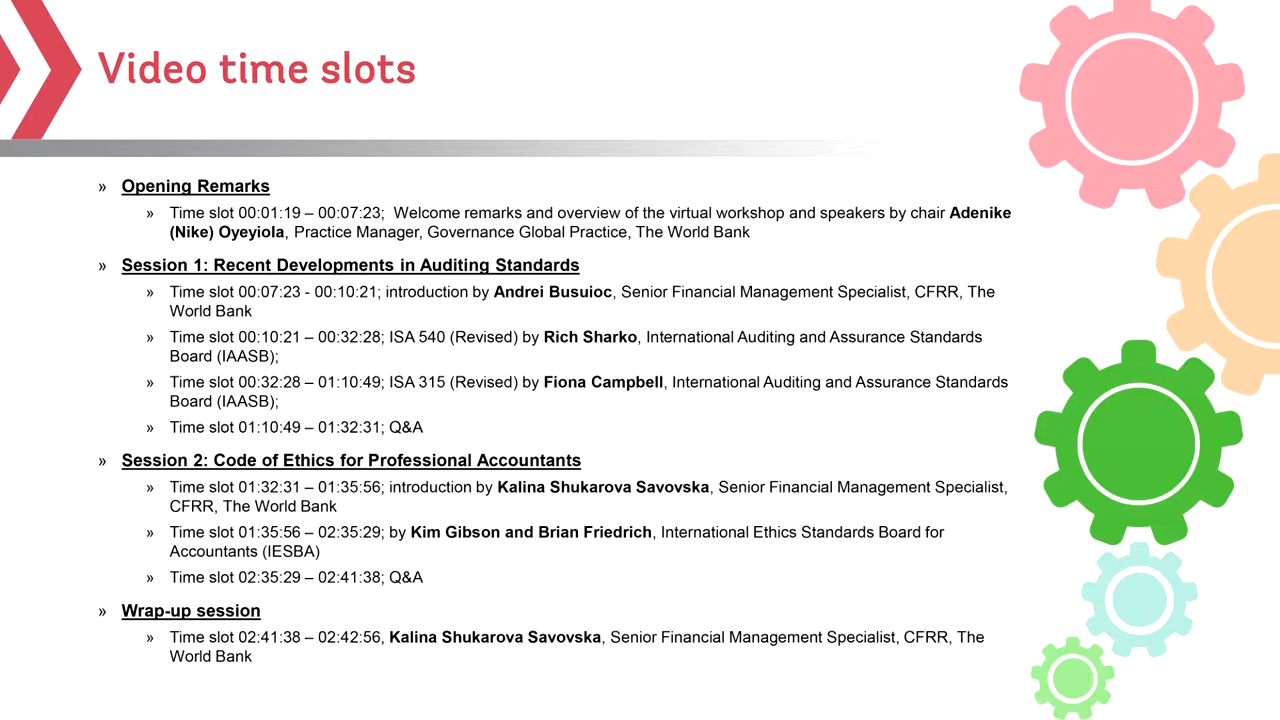 Video time slots
» Opening Remarks
» Time slot 00:01:19 – 00:07:23;  Welcome remarks and overview of the virtual workshop and speakers by chair Adenike
(Nike) Oyeyiola, Practice Manager, Governance Global Practice, The World Bank
» Session 1: Recent Developments in Auditing Standards
» Time slot 00:07:23 - 00:10:21; introduction by Andrei Busuioc, Senior Financial Management Specialist, CFRR, The
World Bank
» Time slot 00:10:21 – 00:32:28; ISA 540 (Revised) by Rich Sharko, International Auditing and Assurance Standards
Board (IAASB);
» Time slot 00:32:28 – 01:10:49; ISA 315 (Revised) by Fiona Campbell, International Auditing and Assurance Standards
Board (IAASB);
» Time slot 01:10:49 – 01:32:31; Q&A
» Session 2: Code of Ethics for Professional Accountants
» Time slot 01:32:31 – 01:35:56; introduction by Kalina Shukarova Savovska, Senior Financial Management Specialist,
CFRR, The World Bank
» Time slot 01:35:56 – 02:35:29; by Kim Gibson and Brian Friedrich, International Ethics Standards Board for
Accountants (IESBA)
» Time slot 02:35:29 – 02:41:38; Q&A
» Wrap-up session
» Time slot 02:41:38 – 02:42:56, Kalina Shukarova Savovska, Senior Financial Management Specialist, CFRR, The
World Bank